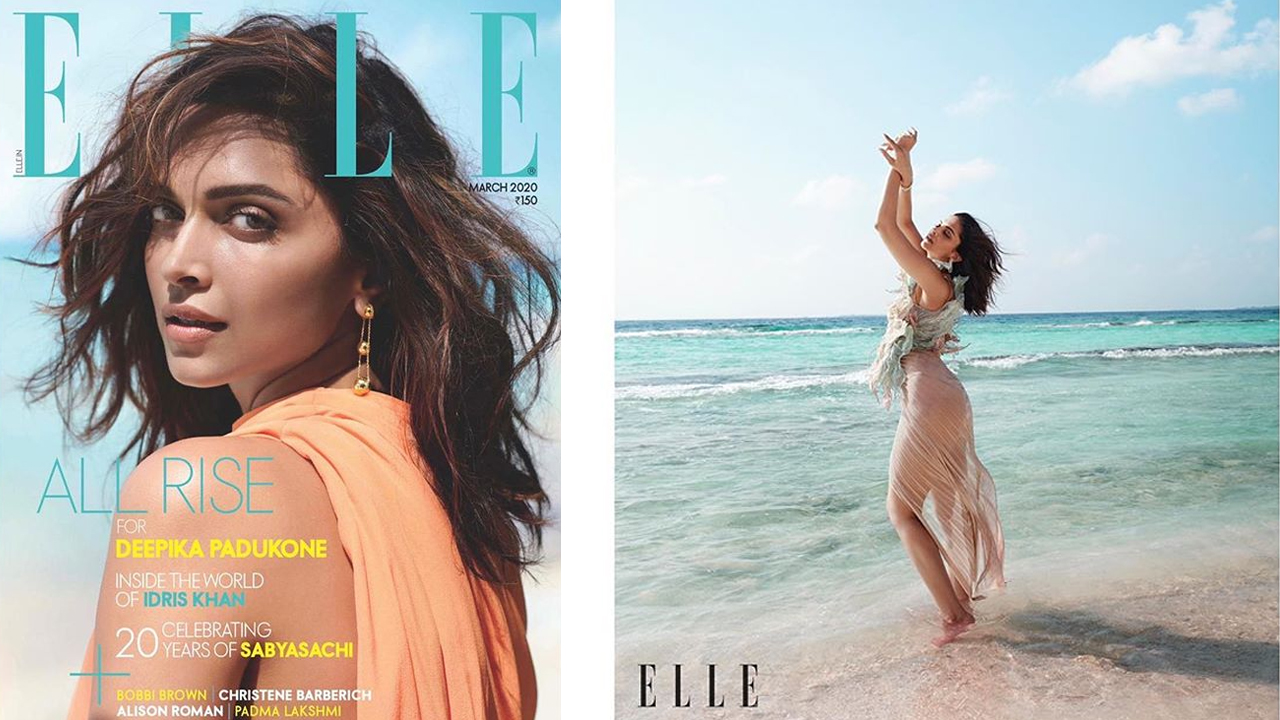 ELLE
ELLE.IN
®
MARCH 2020
₹150
ALL RISE
FOR
DEEPIKA PADUKONE
INSIDE THE WORLD
OF IDRIS KHAN
20 CELEBRATING
YEARS OF SABYASACHI
+
BOBBI BROWN | CHRISTENE BARBERICH
ALISON ROMAN | PADMA LAKSHMI
ELLE